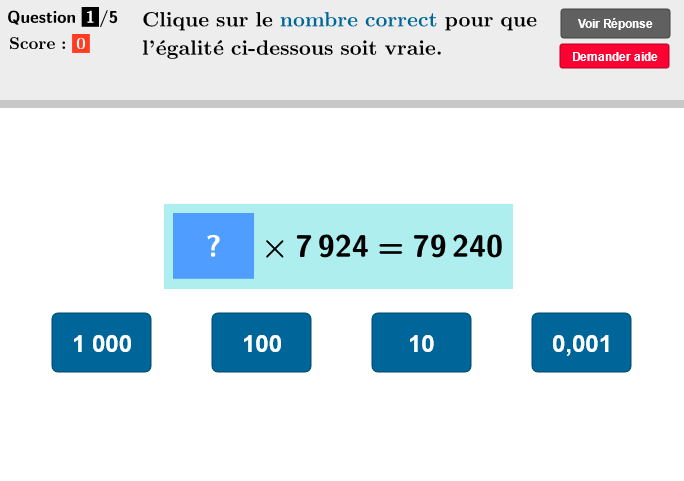 Question 1/5
Score : 0
Clique sur le nombre correct pour que
l'égalité ci-dessous soit vraie.
Voir Réponse
Demander aide
? × 7 924 = 79 240
1 000
100
10
0,001